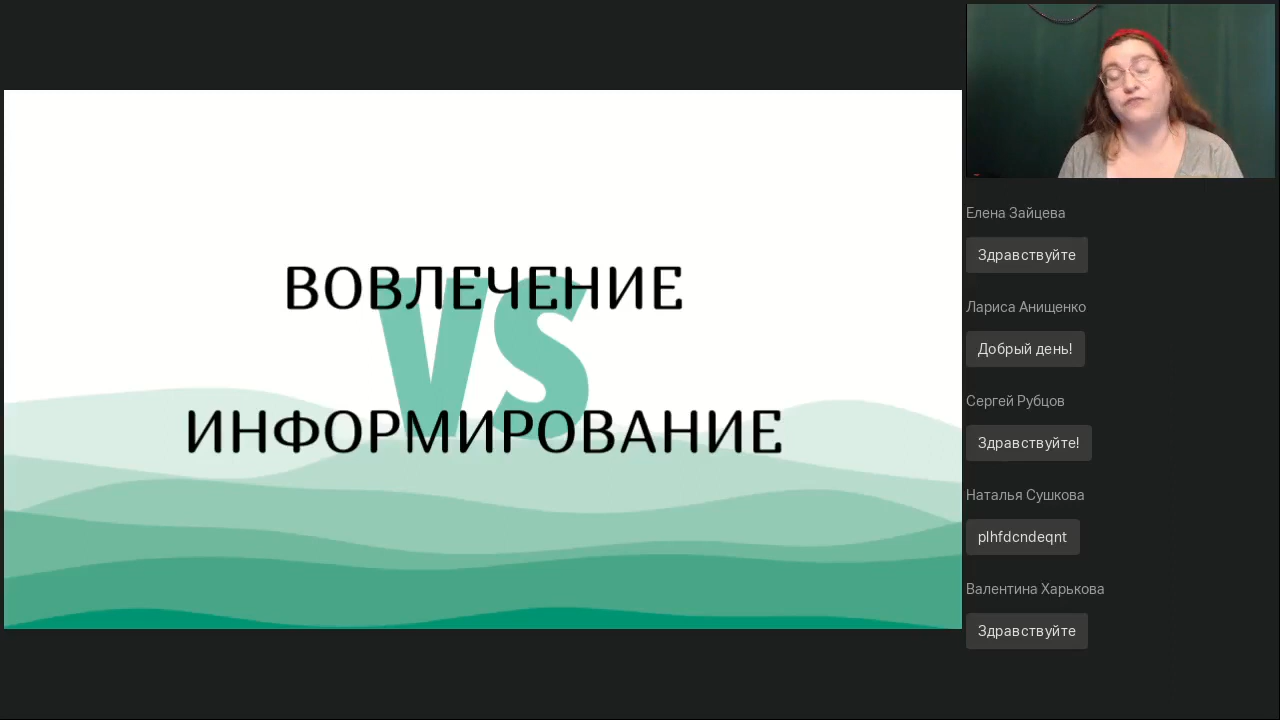 ВОВЛЕЧЕНИЕ
VS
ИНФОРМИРОВАНИЕ
Елена Зайцева
Здравствуйте
Лариса Анищенко
Добрый день!
Сергей Рубцов
Здравствуйте!
Наталья Сушкова
plhfdcndeqnt
Валентина Харькова
Здравствуйте